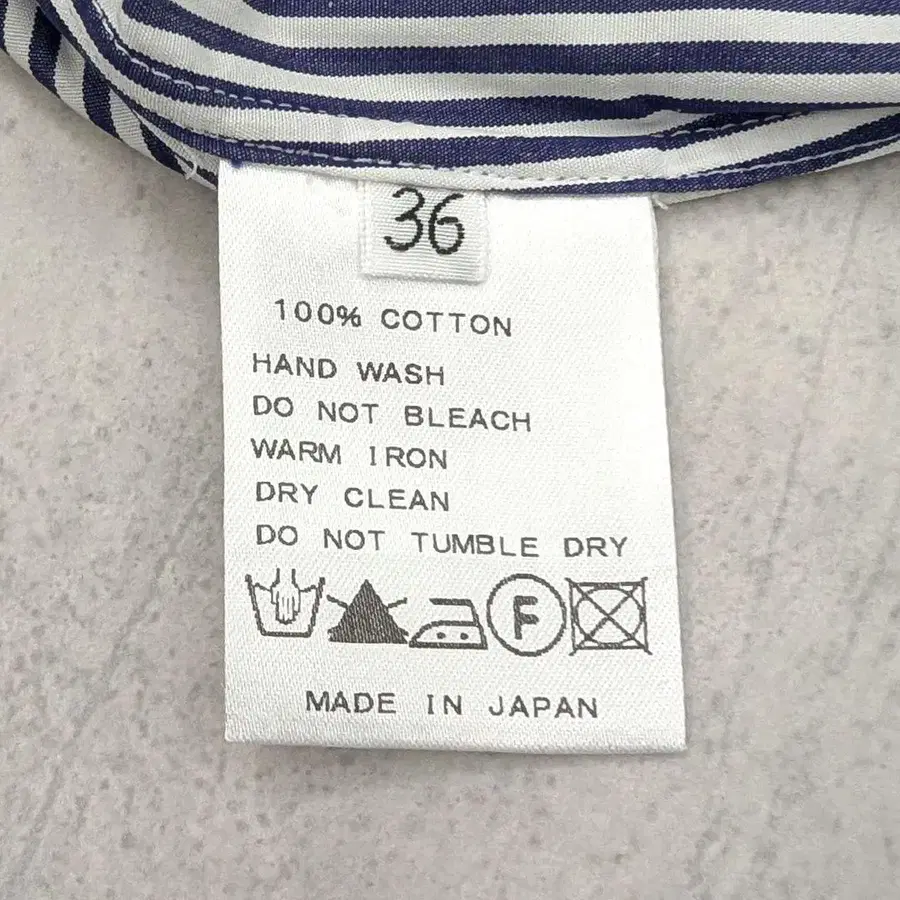 36
100% COTTON
HAND WASH
DO NOT BLEACH
WARM IRON
DRY CLEAN
DO NOT TUMBLE DRY
F
MADE IN JAPAN